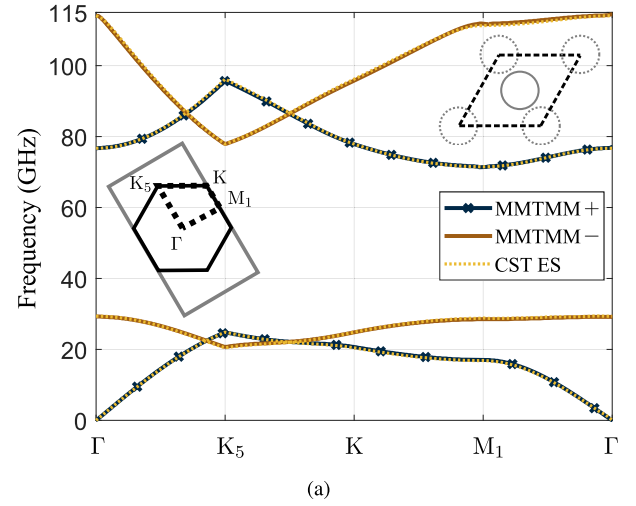 115
100
80
60
40
20
0
Frequency (GHz)
K₅
K
M₁
Γ
MMTMM+
MMTMM−
CST ES
Γ
K₅
K
M₁
Γ
(a)